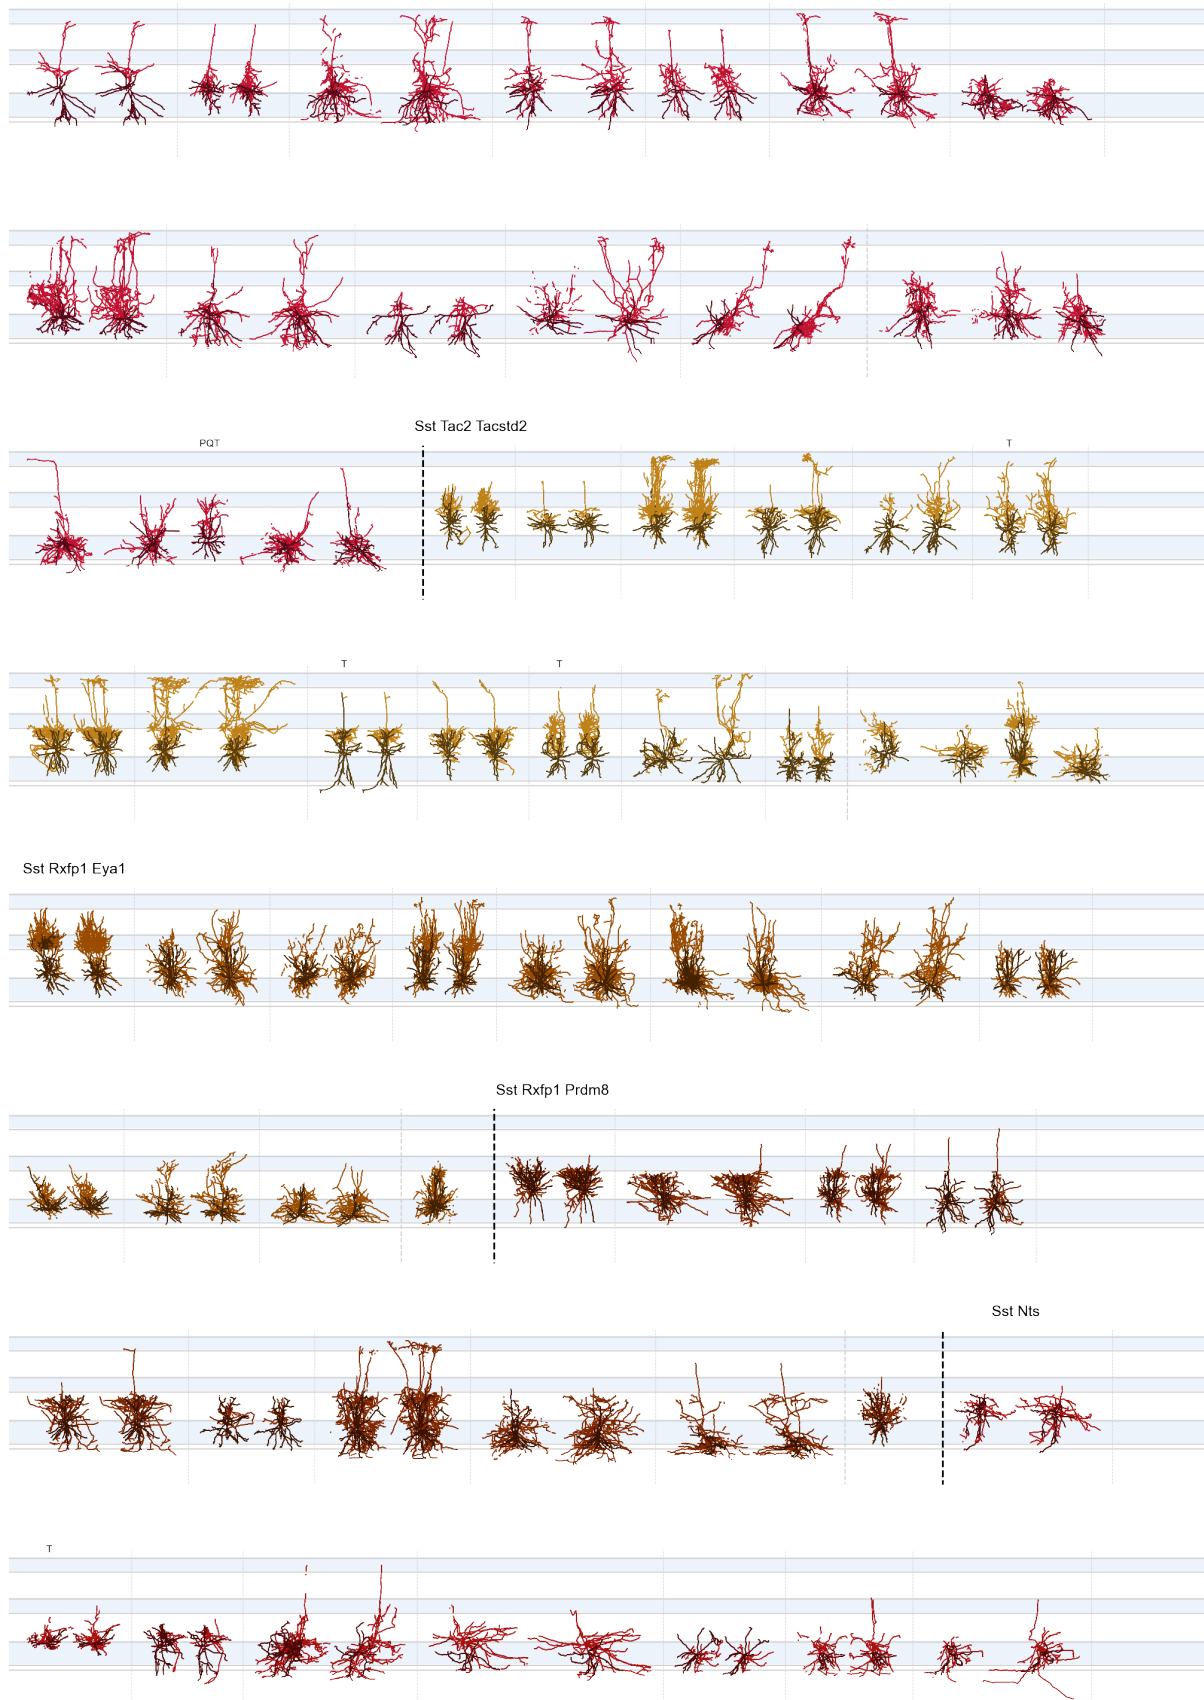 Sst Tac2 Tacstd2
PQT
T
T
T
Sst Rxfp1 Eya1
Sst Rxfp1 Prdm8
Sst Nts
T